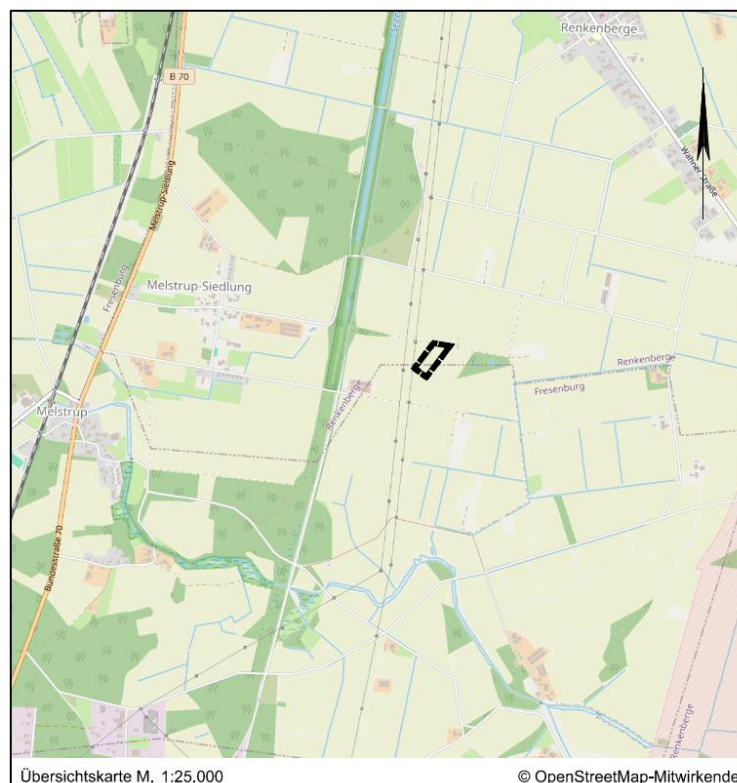 Renkenberge
B 70
Wahner Straße
Melstrup-Siedlung
Fresenburg
Melstrup-Siedlung
Renkenberge
Fresenburg
Renkenberge
Melstrup
Bundesstraße 70
Fresenburg
Renkenberge
Übersichtskarte M. 1:25.000
© OpenStreetMap-Mitwirkende